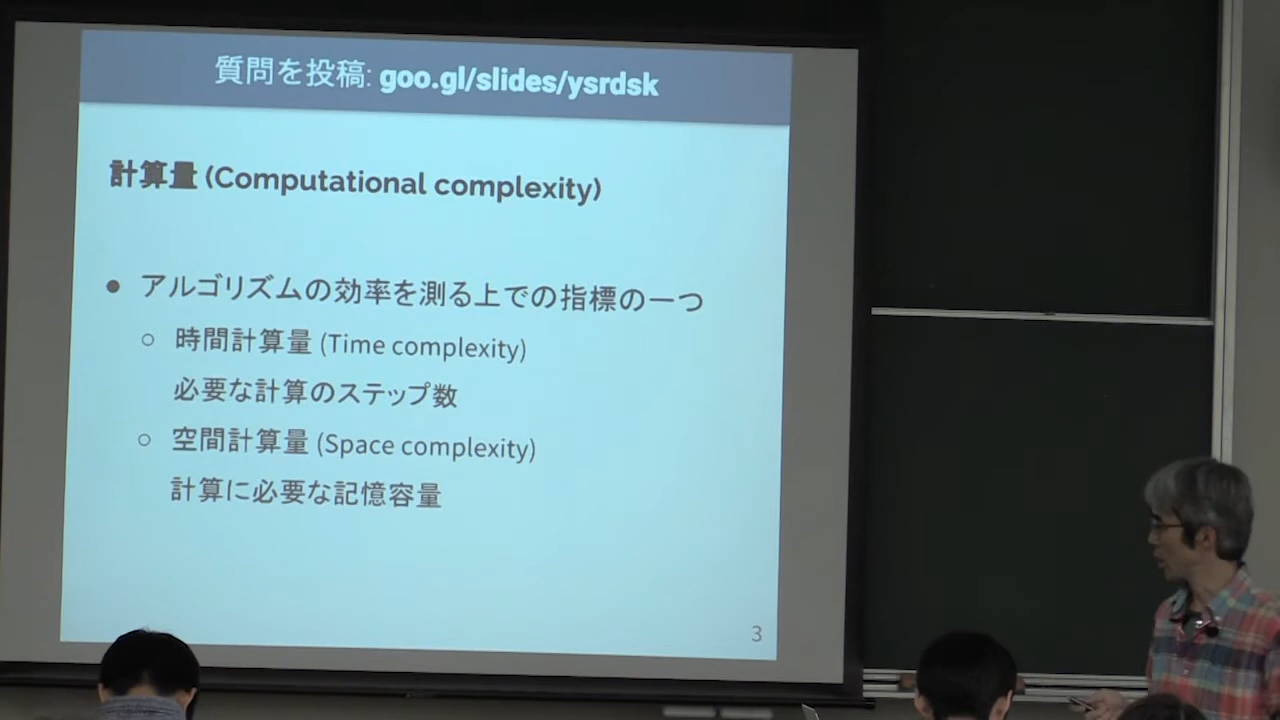 質問を投稿: goo.gl/slides/ysrdsk
計算量 (Computational complexity)
● アルゴリズムの効率を測る上での指標の一つ
○ 時間計算量 (Time complexity)
必要な計算のステップ数
○ 空間計算量 (Space complexity)
計算に必要な記憶容量
3